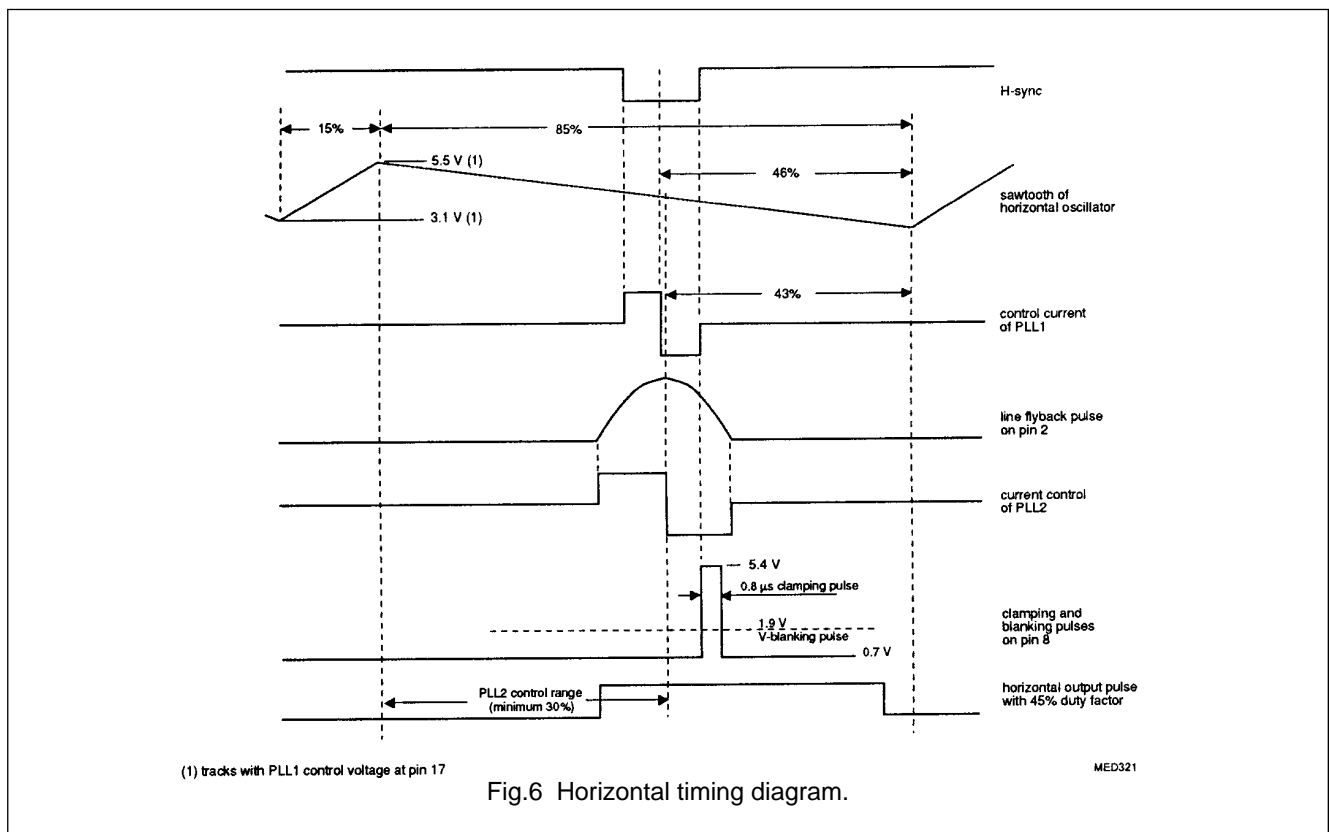 H-sync
15%
85%
5.5 V (1)
46%
sawtooth of
horizontal oscillator
3.1 V (1)
43%
control current
of PLL1
line flyback pulse
on pin 2
current control
of PLL2
5.4 V
0.8 µs clamping pulse
1.9 V
V-blanking pulse
clamping and
blanking pulses
on pin 8
0.7 V
PLL2 control range
(minimum 30%)
horizontal output pulse
with 45% duty factor
(1) tracks with PLL1 control voltage at pin 17
MED321
Fig.6 Horizontal timing diagram.